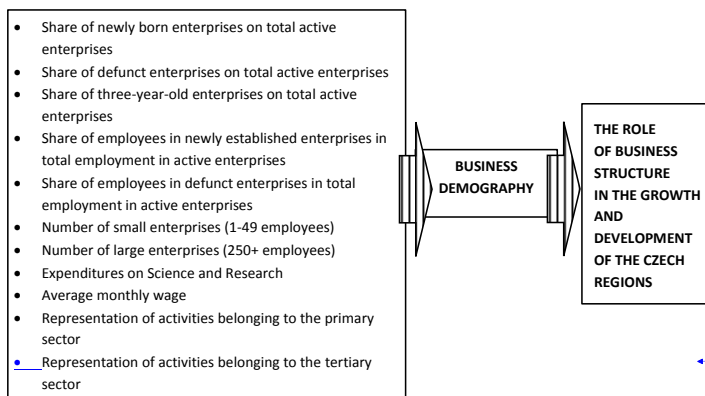 • Share of newly born enterprises on total active
enterprises
• Share of defunct enterprises on total active enterprises
• Share of three-year-old enterprises on total active
enterprises
• Share of employees in newly established enterprises in
total employment in active enterprises
• Share of employees in defunct enterprises in total
employment in active enterprises
• Number of small enterprises (1-49 employees)
• Number of large enterprises (250+ employees)
• Expenditures on Science and Research
• Average monthly wage
• Representation of activities belonging to the primary
sector
• Representation of activities belonging to the tertiary
sector
BUSINESS
DEMOGRAPHY
THE ROLE
OF BUSINESS
STRUCTURE
IN THE GROWTH
AND
DEVELOPMENT
OF THE CZECH
REGIONS